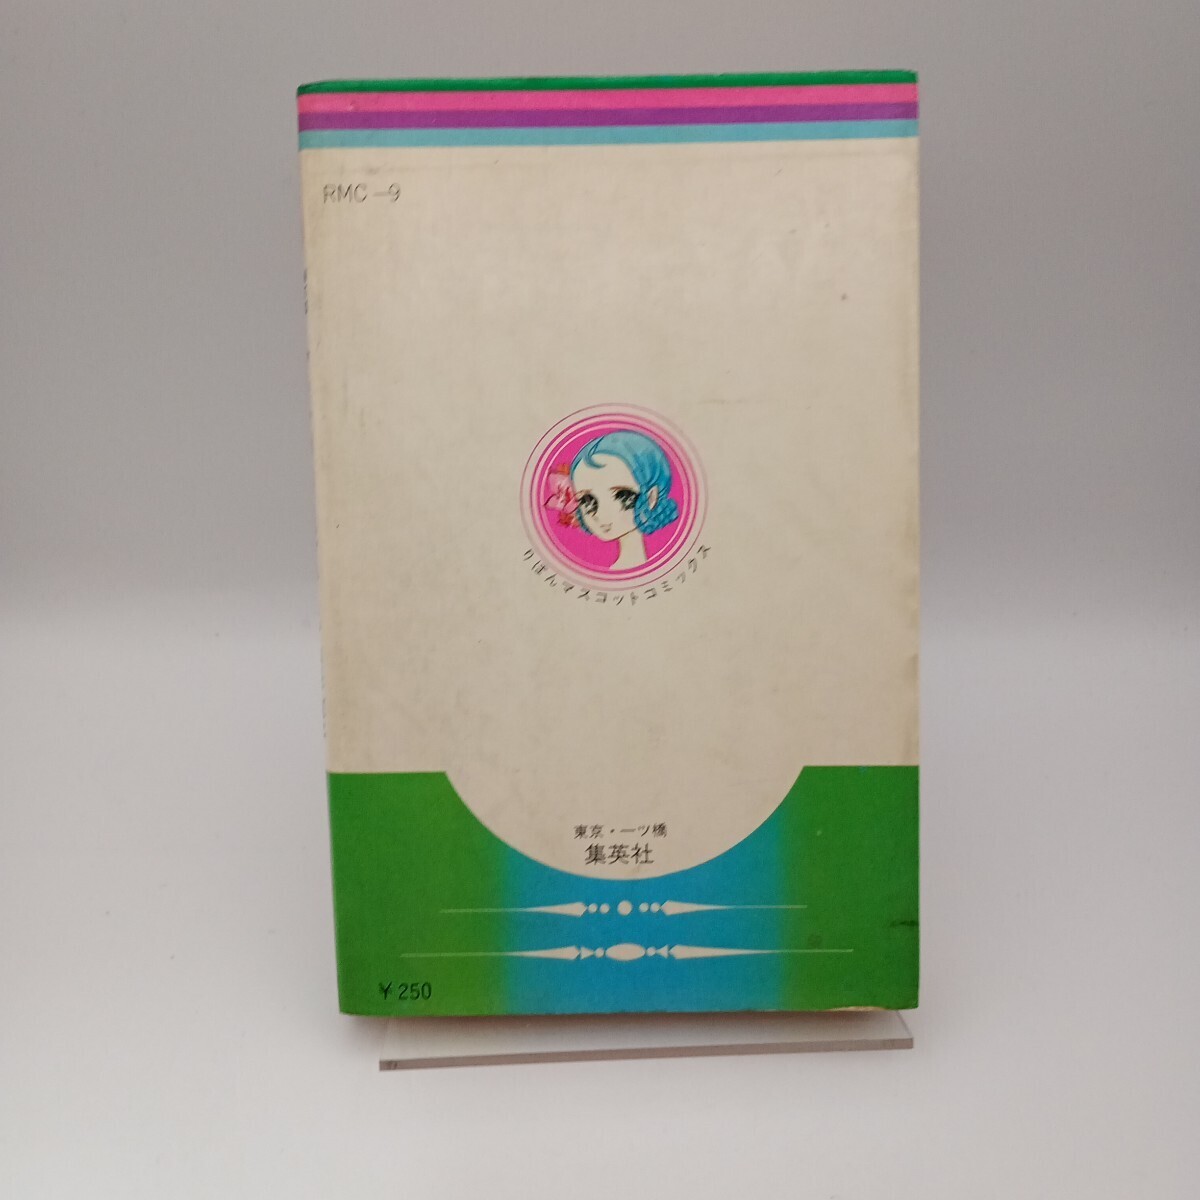 RMC-9
りぼんマスコットコミックス
東京・一ツ橋
集英社
¥250